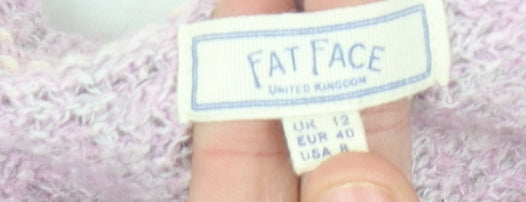 FAT FACE
UNITED KINGDOM
UK 12
EUR 40
USA 8